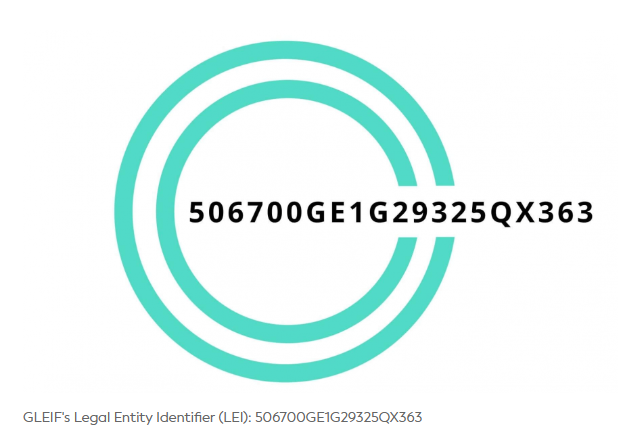 506700GE1G29325QX363
GLEIF's Legal Entity Identifier (LEI): 506700GE1G29325QX363